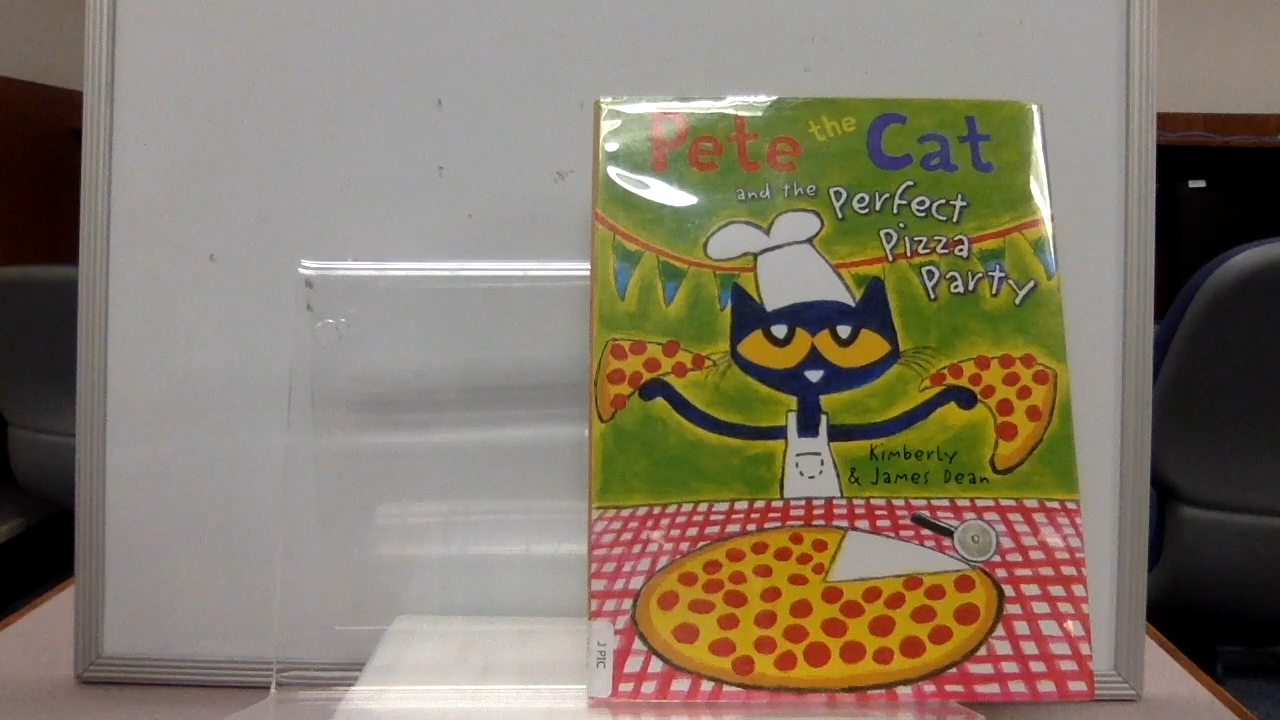 Pete the Cat
and the Perfect
Pizza
Party
Kimberly
& James Dean
J PIC